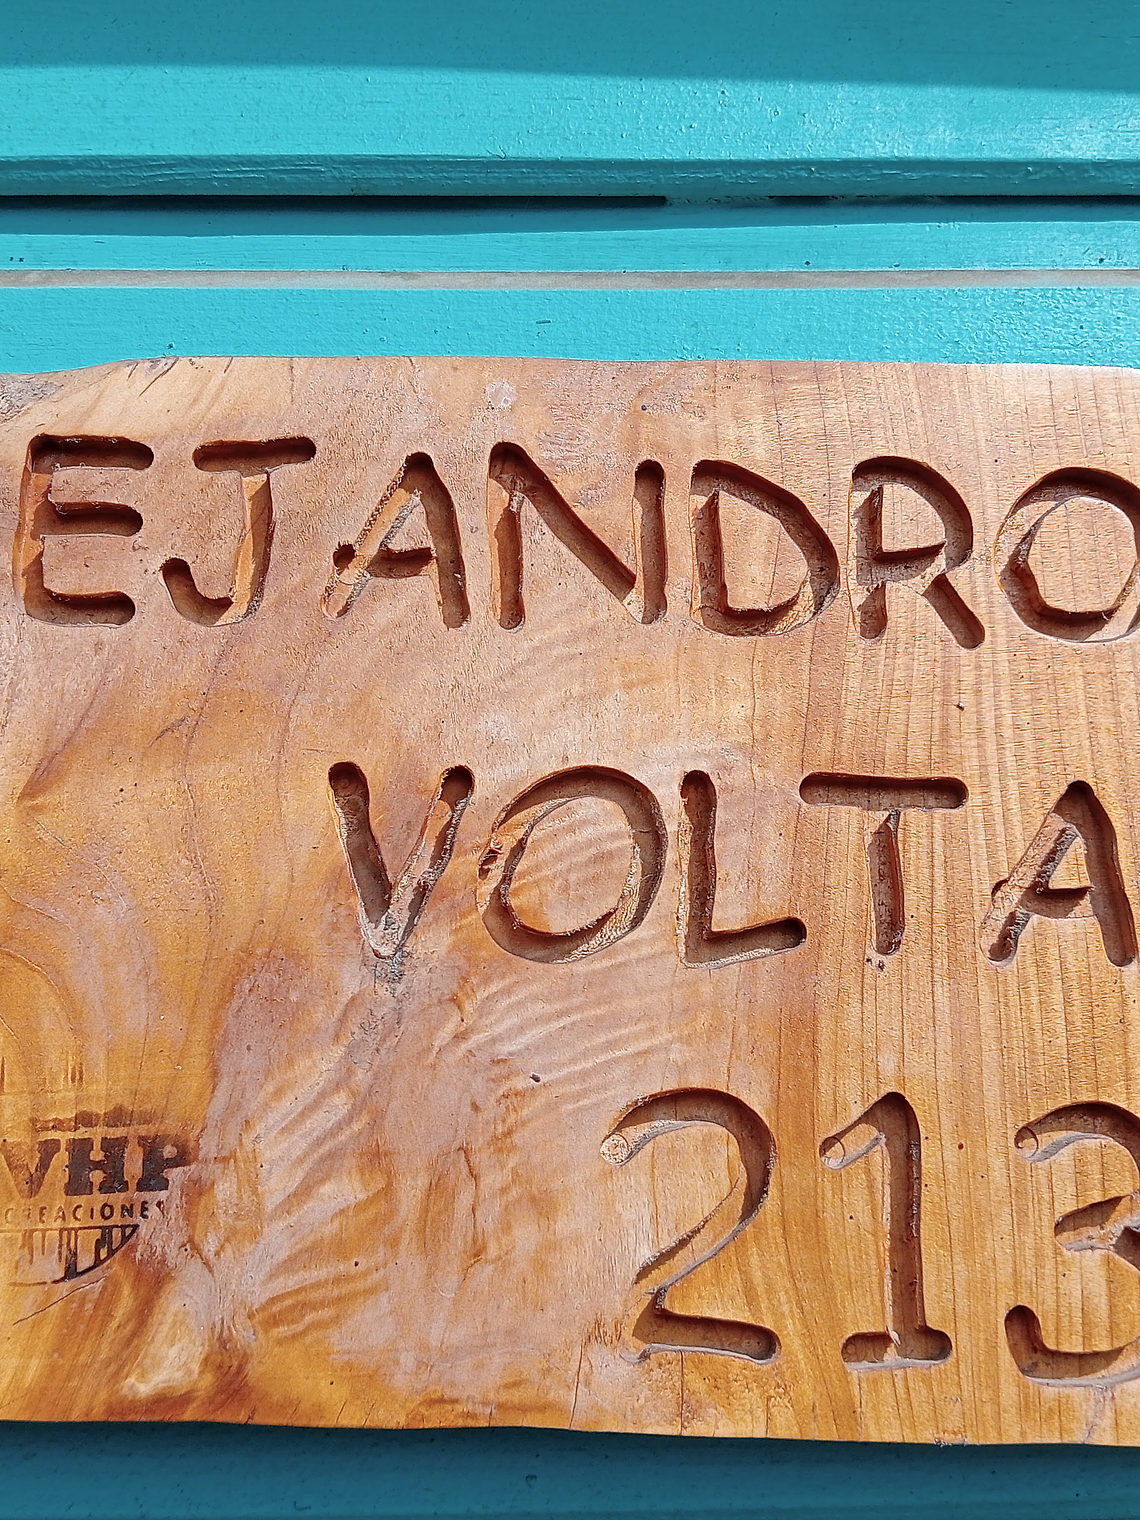 EJANDRO
VOLTA
213
VHP
CREACIONES